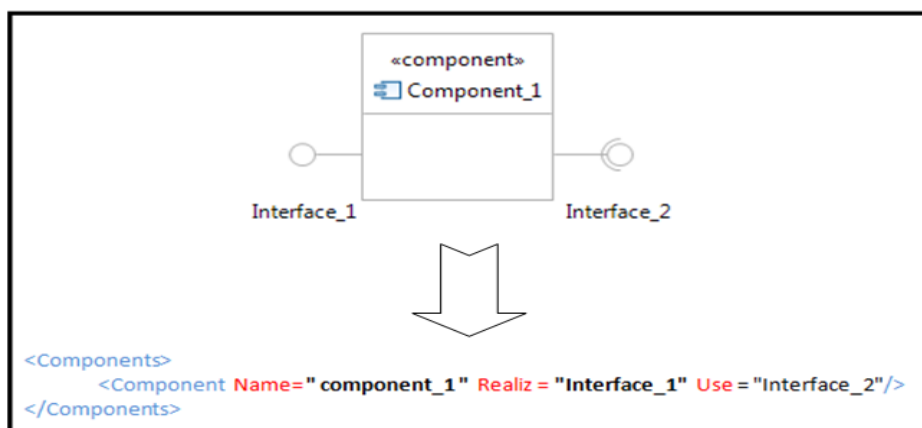 «component»
Component_1
Interface_1 Interface_2
<Components>
<Component Name=" component_1" Realiz = "Interface_1" Use = "Interface_2"/>
</Components>